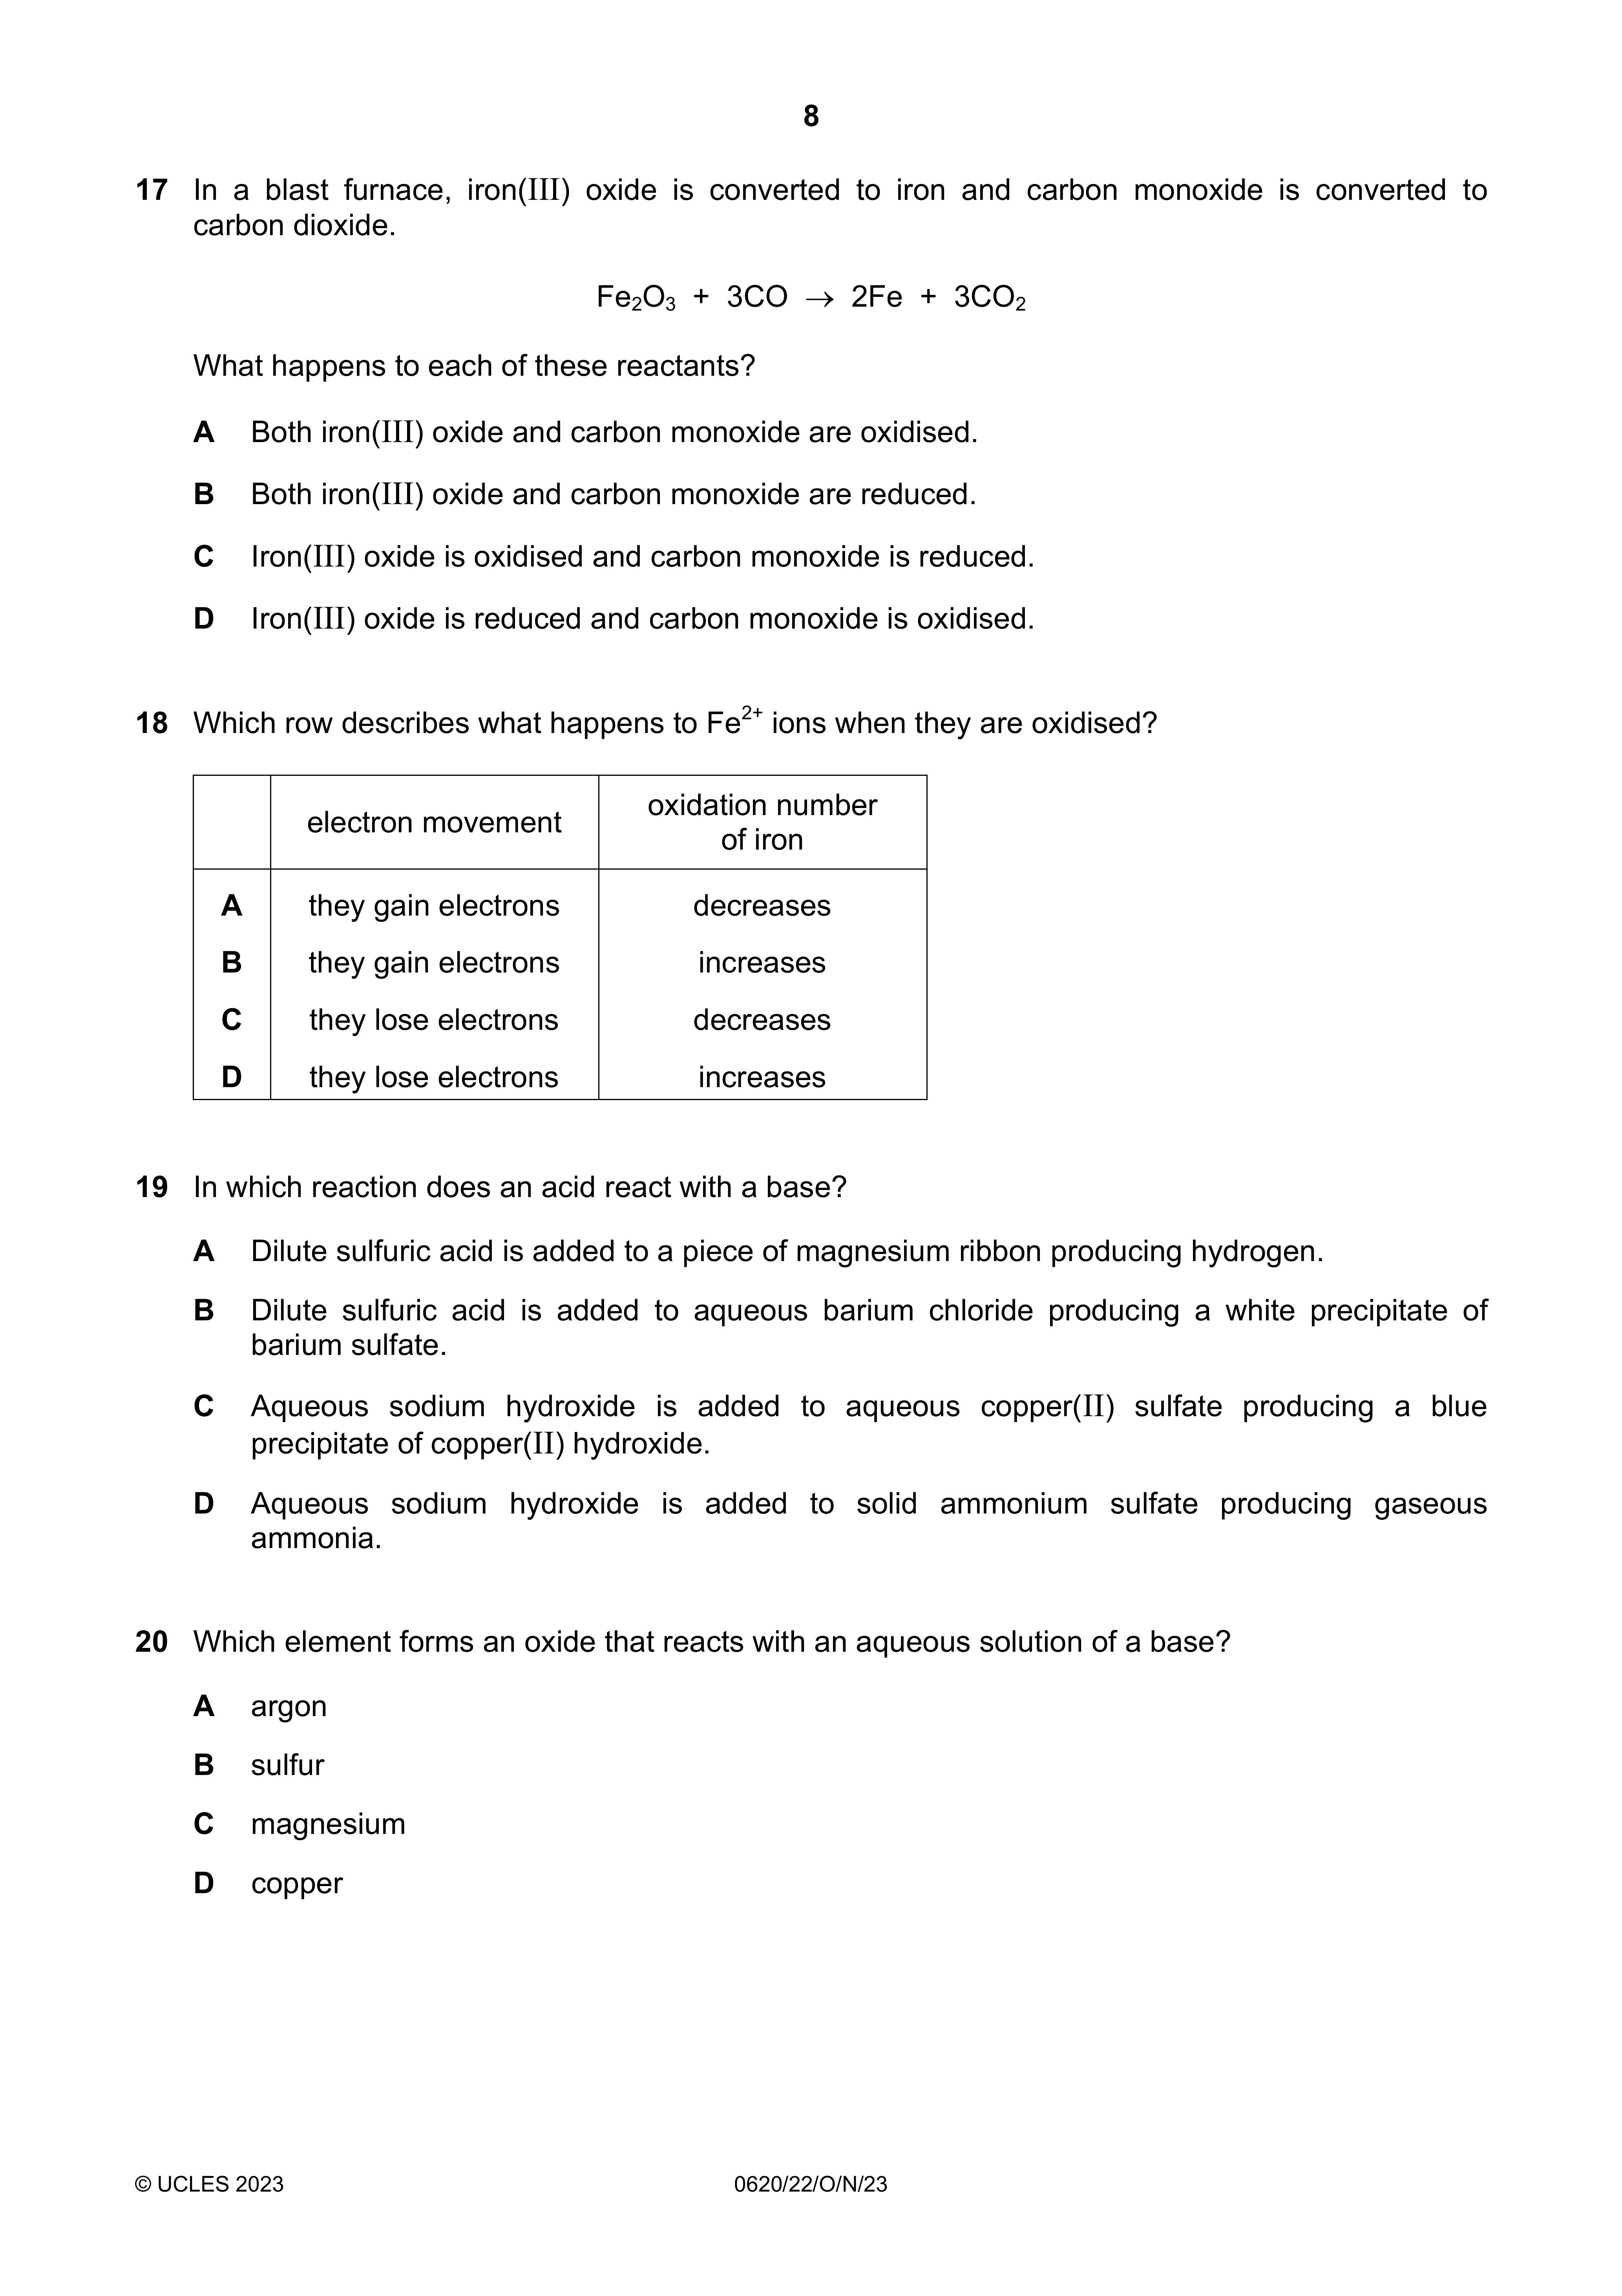 8
17 In a blast furnace, iron(III) oxide is converted to iron and carbon monoxide is converted to
carbon dioxide.
Fe₂O₃ + 3CO → 2Fe + 3CO₂
What happens to each of these reactants?
A Both iron(III) oxide and carbon monoxide are oxidised.
B Both iron(III) oxide and carbon monoxide are reduced.
C Iron(III) oxide is oxidised and carbon monoxide is reduced.
D Iron(III) oxide is reduced and carbon monoxide is oxidised.
18 Which row describes what happens to Fe²⁺ ions when they are oxidised?
electron movement oxidation number
of iron
A they gain electrons decreases
B they gain electrons increases
C they lose electrons decreases
D they lose electrons increases
19 In which reaction does an acid react with a base?
A Dilute sulfuric acid is added to a piece of magnesium ribbon producing hydrogen.
B Dilute sulfuric acid is added to aqueous barium chloride producing a white precipitate of
barium sulfate.
C Aqueous sodium hydroxide is added to aqueous copper(II) sulfate producing a blue
precipitate of copper(II) hydroxide.
D Aqueous sodium hydroxide is added to solid ammonium sulfate producing gaseous
ammonia.
20 Which element forms an oxide that reacts with an aqueous solution of a base?
A argon
B sulfur
C magnesium
D copper
© UCLES 2023 0620/22/O/N/23